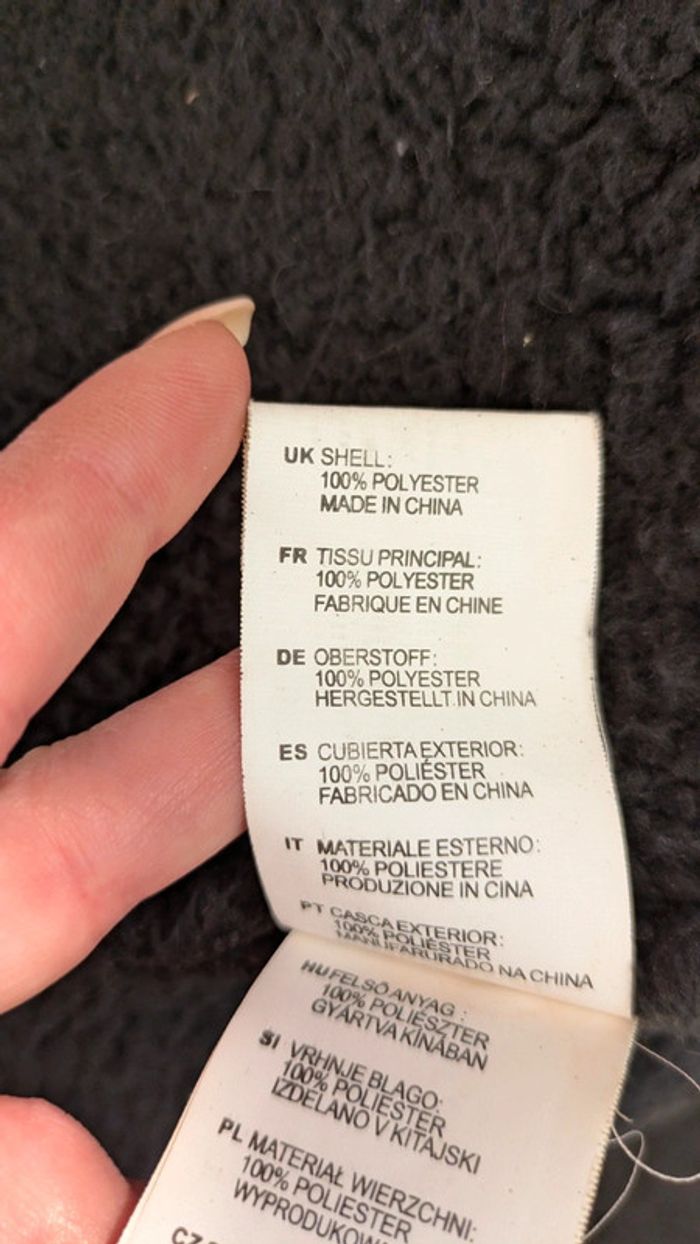 UK SHELL:
100% POLYESTER
MADE IN CHINA
FR TISSU PRINCIPAL:
100% POLYESTER
FABRIQUE EN CHINE
DE OBERSTOFF:
100% POLYESTER
HERGESTELLT.IN CHINA
ES CUBIERTA EXTERIOR:
100% POLIÉSTER
FABRICADO EN CHINA
IT MATERIALE ESTERNO:
100% POLIESTERE
PRODUZIONE IN CINA
PT CASCA EXTERIOR:
100% POLIÉSTER
MANUFARURADO NA CHINA
HU FELSŐ ANYAG :
100% POLIÉSZTER
GYÁRTVA KÍNÁBAN
SI VRHNJE BLAGO:
100% POLIESTER
IZDELANO V KITAJSKI
PL MATERIAŁ WIERZCHNI:
100% POLIESTER
CZ